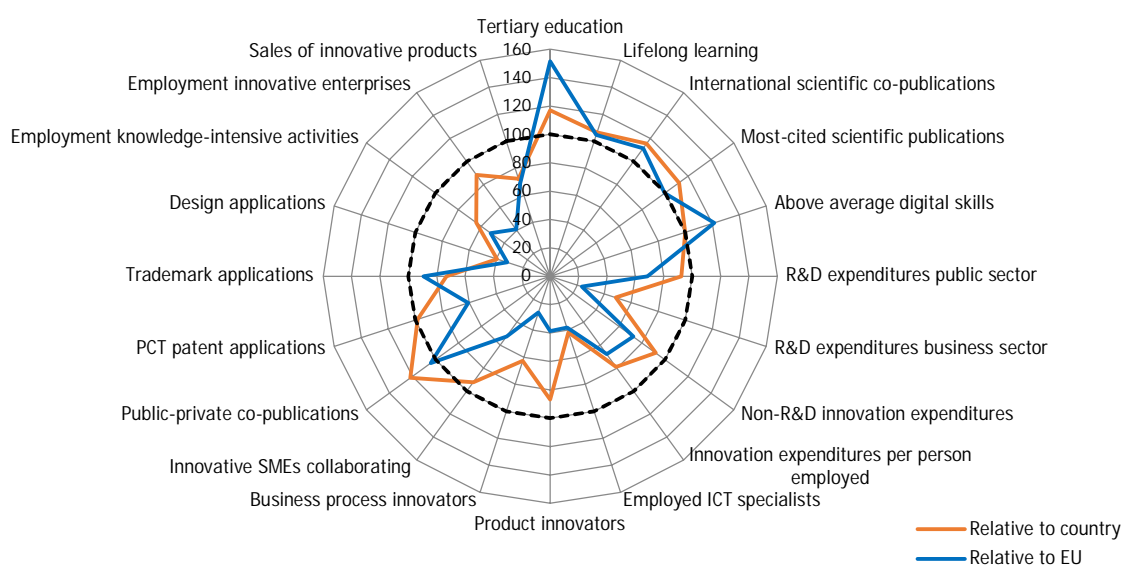 Tertiary education
Sales of innovative products
Lifelong learning
Employment innovative enterprises
International scientific co-publications
Employment knowledge-intensive activities
Most-cited scientific publications
Design applications
Above average digital skills
Trademark applications
R&D expenditures public sector
PCT patent applications
R&D expenditures business sector
Public-private co-publications
Non-R&D innovation expenditures
Innovative SMEs collaborating
Innovation expenditures per person
employed
Business process innovators
Employed ICT specialists
Product innovators
160
140
120
100
80
60
40
20
0
Relative to country
Relative to EU